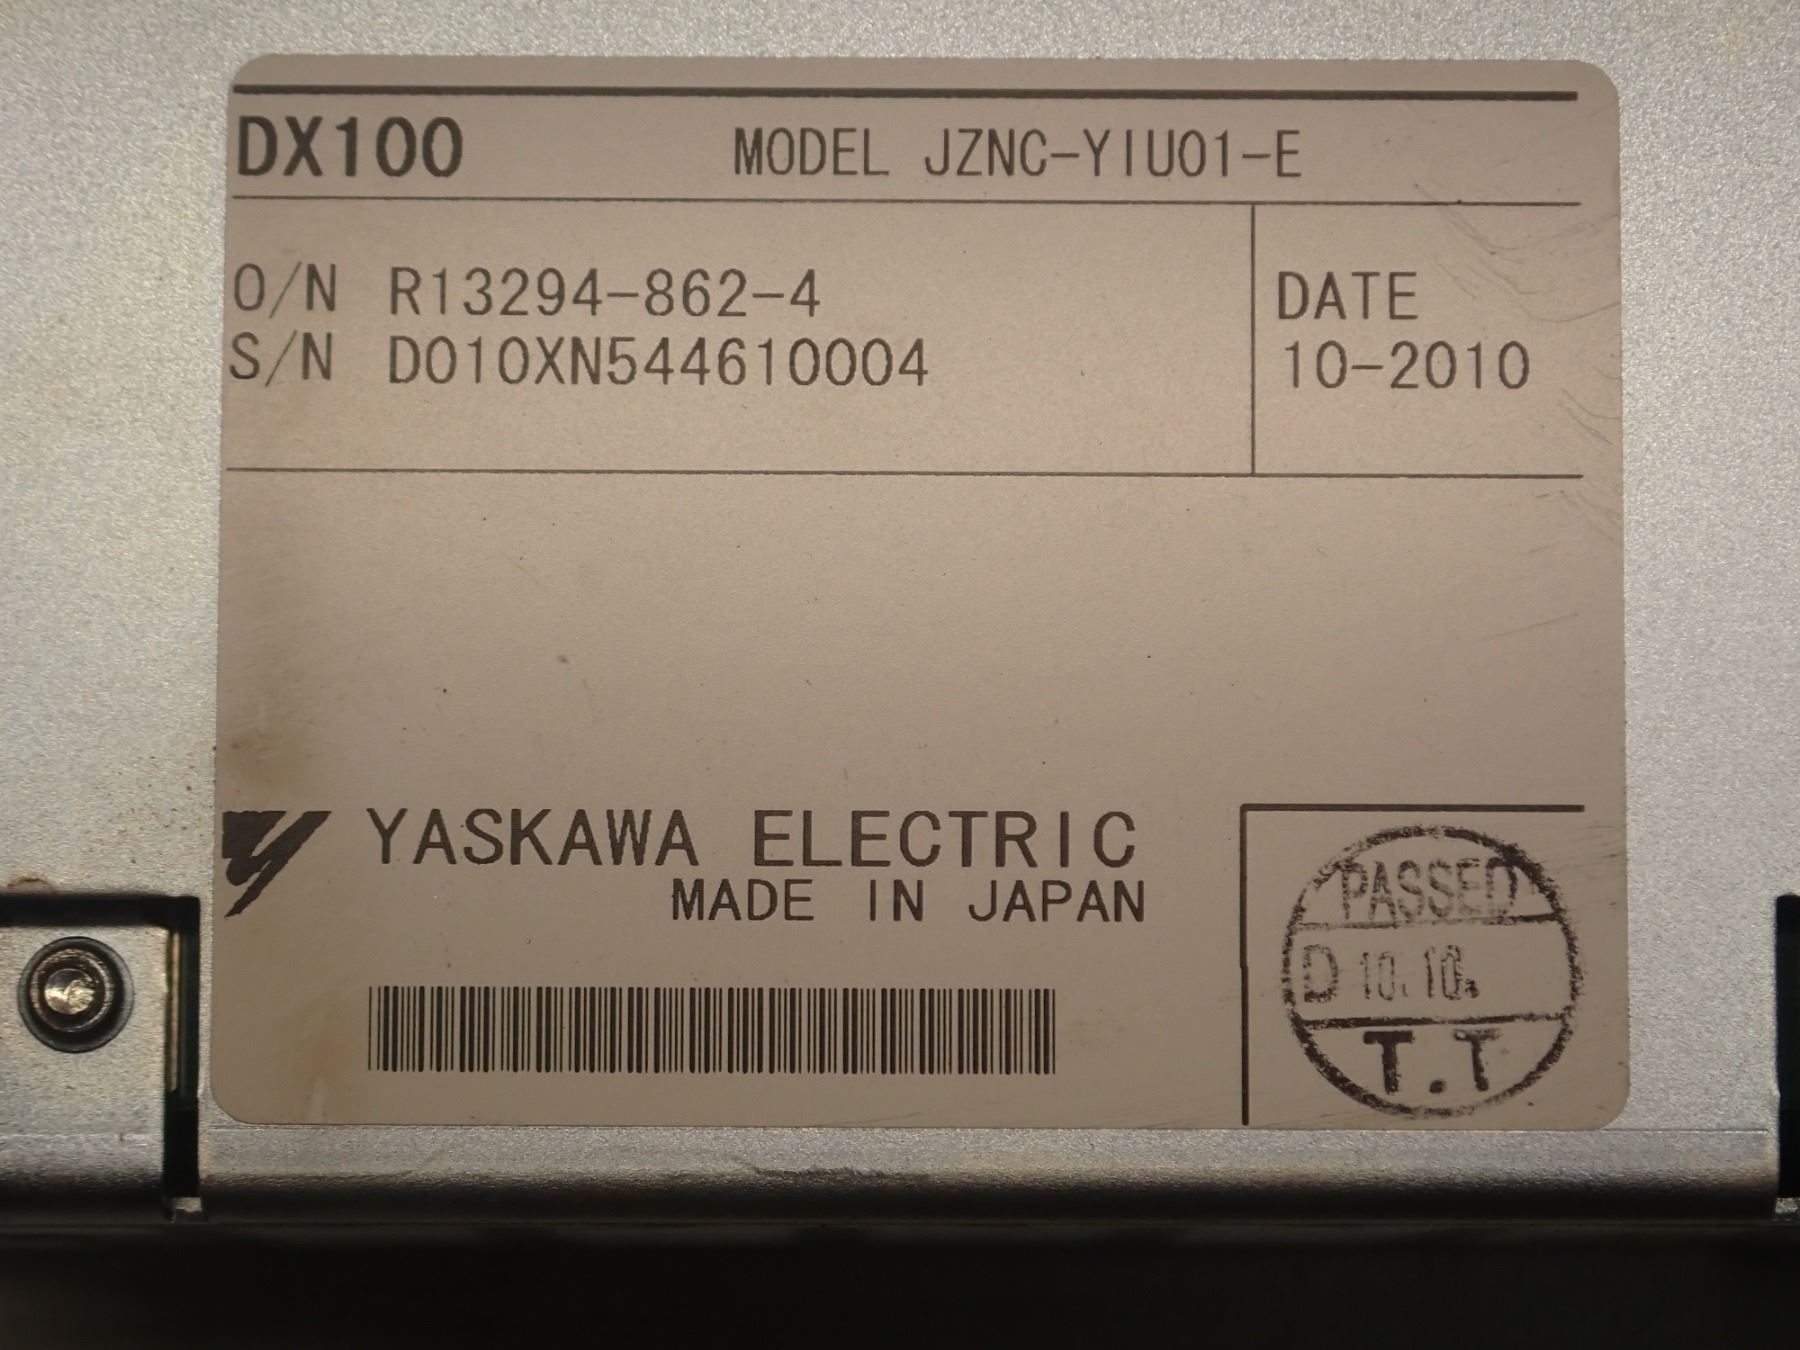 DX100 MODEL JZNC-YIU01-E
O/N R13294-862-4
S/N D010XN544610004
DATE
10-2010
YASKAWA ELECTRIC
MADE IN JAPAN
PASSED
D 10.10.
T.T